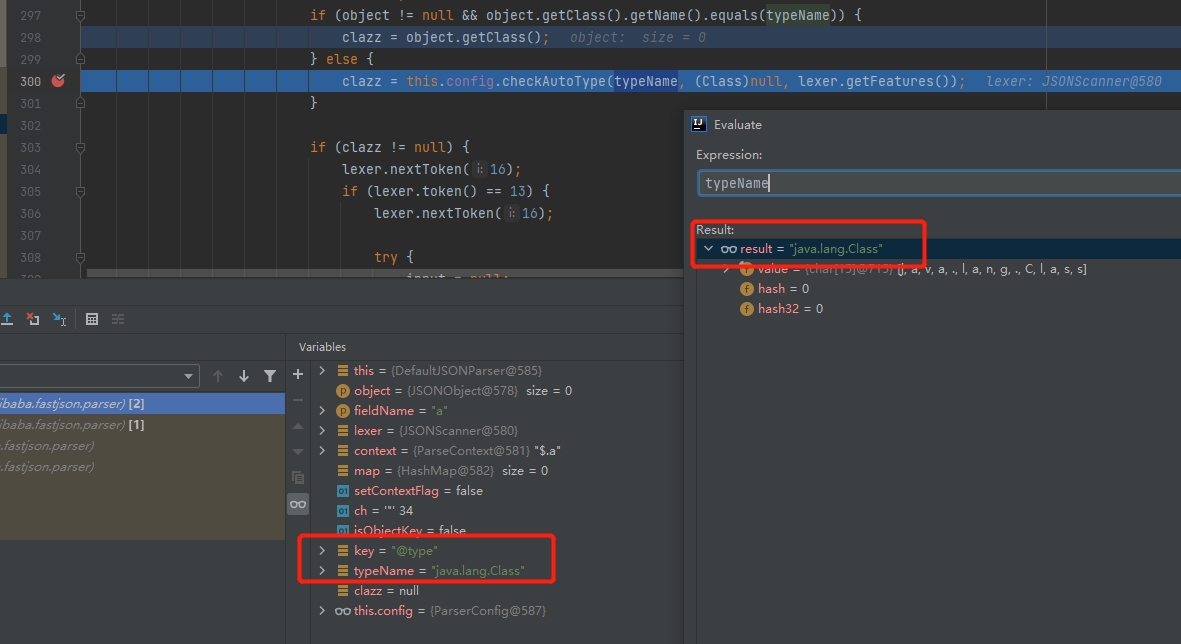 297 if (object != null && object.getClass().getName().equals(typeName)) {
298 clazz = object.getClass(); object: size = 0
299 } else {
300 clazz = this.config.checkAutoType(typeName, (Class)null, lexer.getFeatures()); lexer: JSONScanner@580
301 }
302
303 if (clazz != null) {
304 lexer.nextToken( i: 16);
305 if (lexer.token() == 13) {
306 lexer.nextToken( i: 16);
307
308 try {
309 input = null;
Evaluate
Expression:
typeName
Result:
result = "java.lang.Class"
value = {char[15]@715} [j, a, v, a, ., l, a, n, g, ., C, l, a, s, s]
hash = 0
hash32 = 0
ibaba.fastjson.parser) [2]
ibaba.fastjson.parser) [1]
.fastjson.parser)
.fastjson.parser)
Variables
this = {DefaultJSONParser@585}
object = {JSONObject@578} size = 0
fieldName = "a"
lexer = {JSONScanner@580}
context = {ParseContext@581} "$.a"
map = {HashMap@582} size = 0
setContextFlag = false
ch = '"' 34
isObjectKey = false
key = "@type"
typeName = "java.lang.Class"
clazz = null
this.config = {ParserConfig@587}